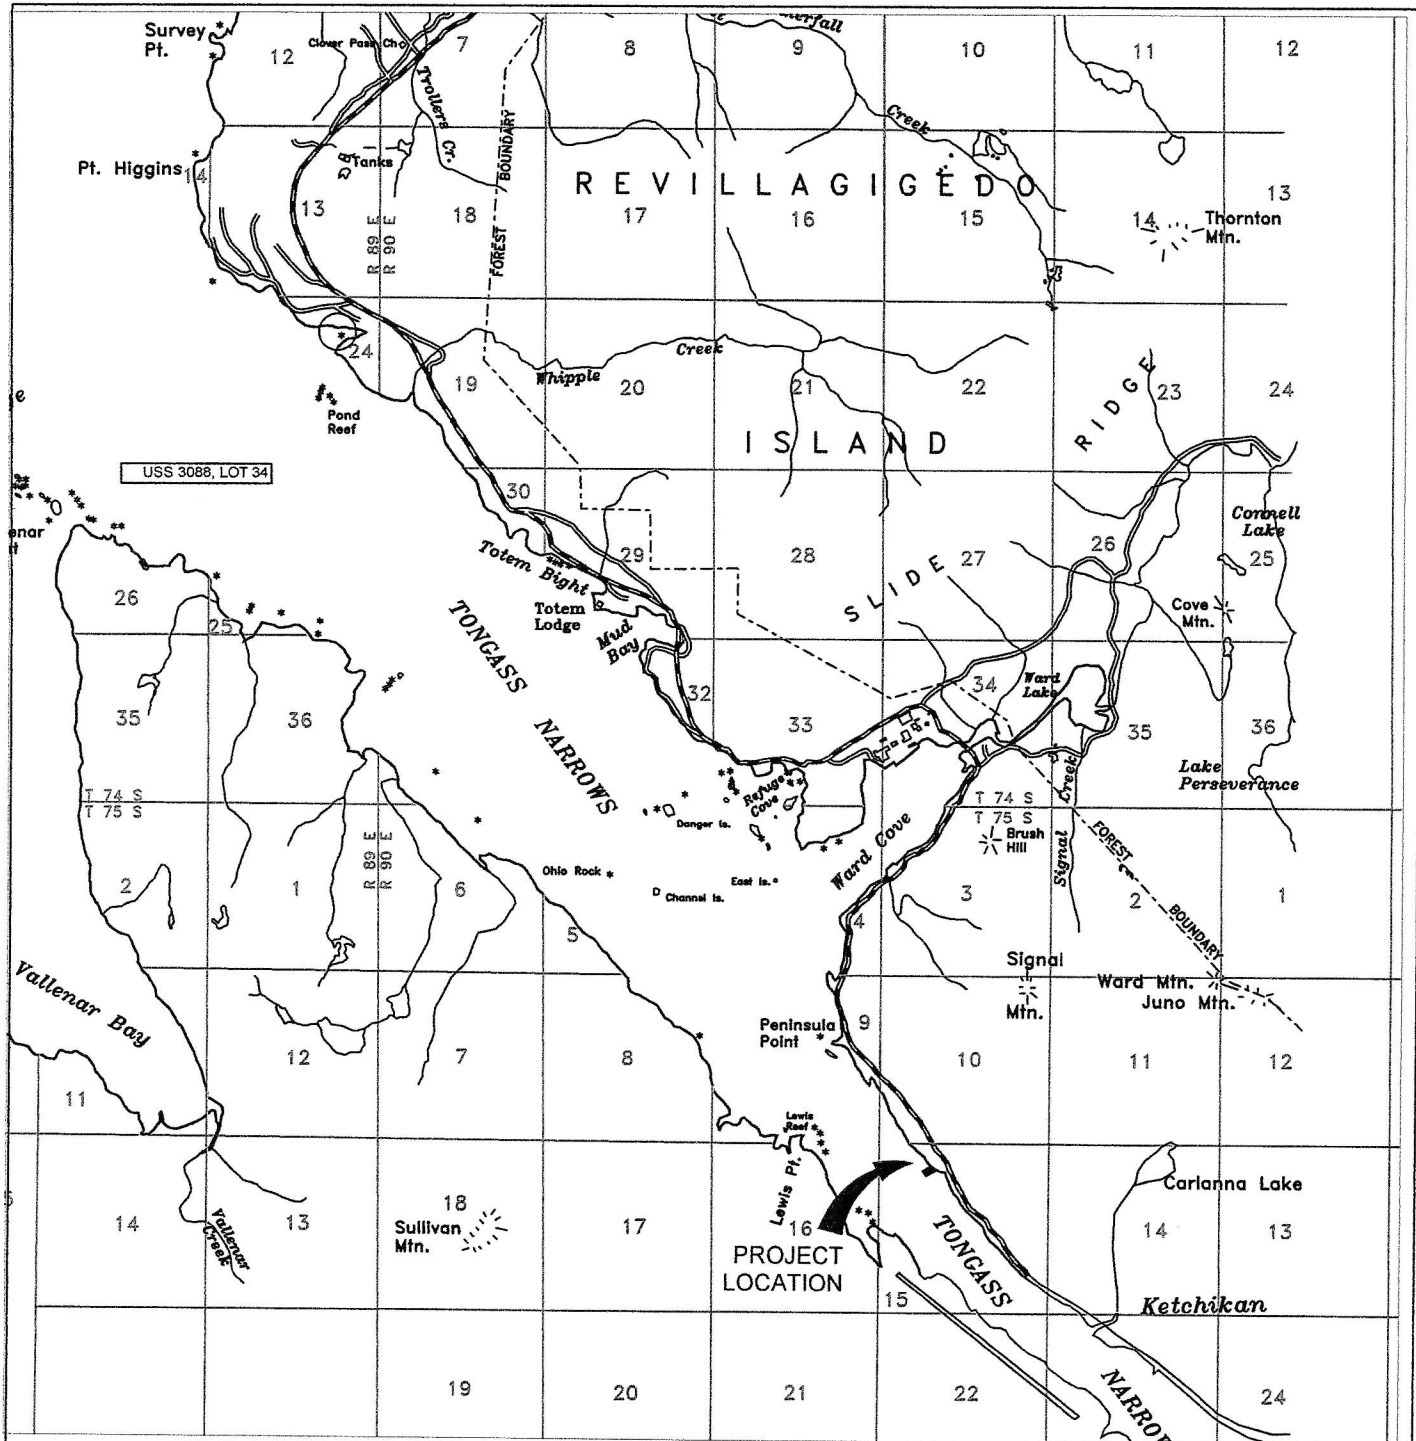 Survey
Pt.
12
Clover Pass Ch
7
8
9
10
11
12
Trollers Cr.
Creek
BOUNDARY
FOREST
Pt. Higgins
14
Tanks
13
R 89 E
R 90 E
18
REVILLAGIGEDO
17
16
15
14
13
Thornton
Mtn.
24
19
Whipple
Creek
20
21
22
23
24
Pond
Reef
ISLAND
RIDGE
USS 3088, LOT 34
30
29
28
27
26
25
Connell
Lake
SLIDE
Totem Bight
Totem
Lodge
Mud
Bay
Cove
Mtn.
26
25
TONGASS
NARROWS
35
36
32
33
34
Ward
Lake
35
36
Lake
Perseverance
T 74 S
T 75 S
Refuge
Cove
Danger Is.
Ward Cove
T 74 S
T 75 S
Brush
Hill
Signal
Creek
FOREST
BOUNDARY
R 89 E
R 90 E
2
1
6
Ohio Rock
Channel Is.
East Is.
5
4
3
2
1
Vallenar Bay
Signal
Mtn.
Ward Mtn.
Juno Mtn.
Peninsula
Point
11
12
7
8
9
10
11
12
Lewis
Reef
Lewis Pt.
Carlanna Lake
14
13
18
17
16
14
13
Vallenar
Creek
Sullivan
Mtn.
PROJECT
LOCATION
TONGASS
15
Ketchikan
19
20
21
22
24